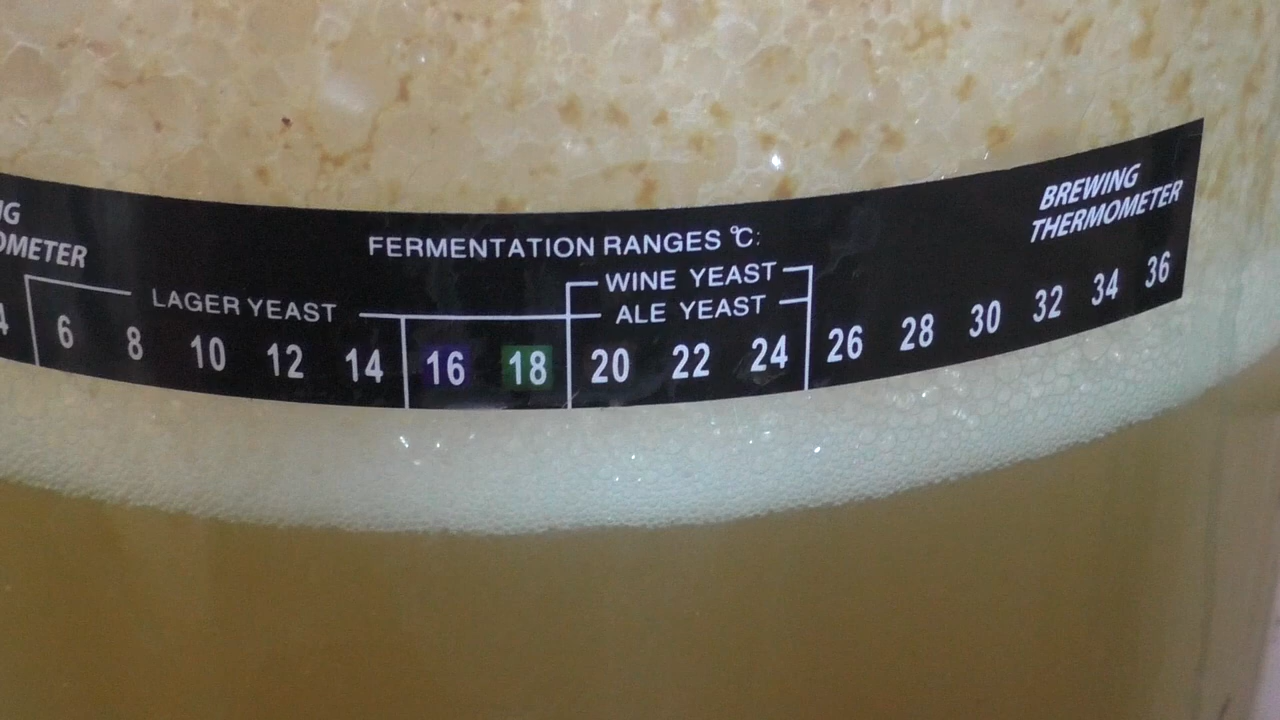 BREWING
THERMOMETER
FERMENTATION RANGES °C:
WINE YEAST
LAGER YEAST
ALE YEAST
6 8 10 12 14 16 18 20 22 24 26 28 30 32 34 36